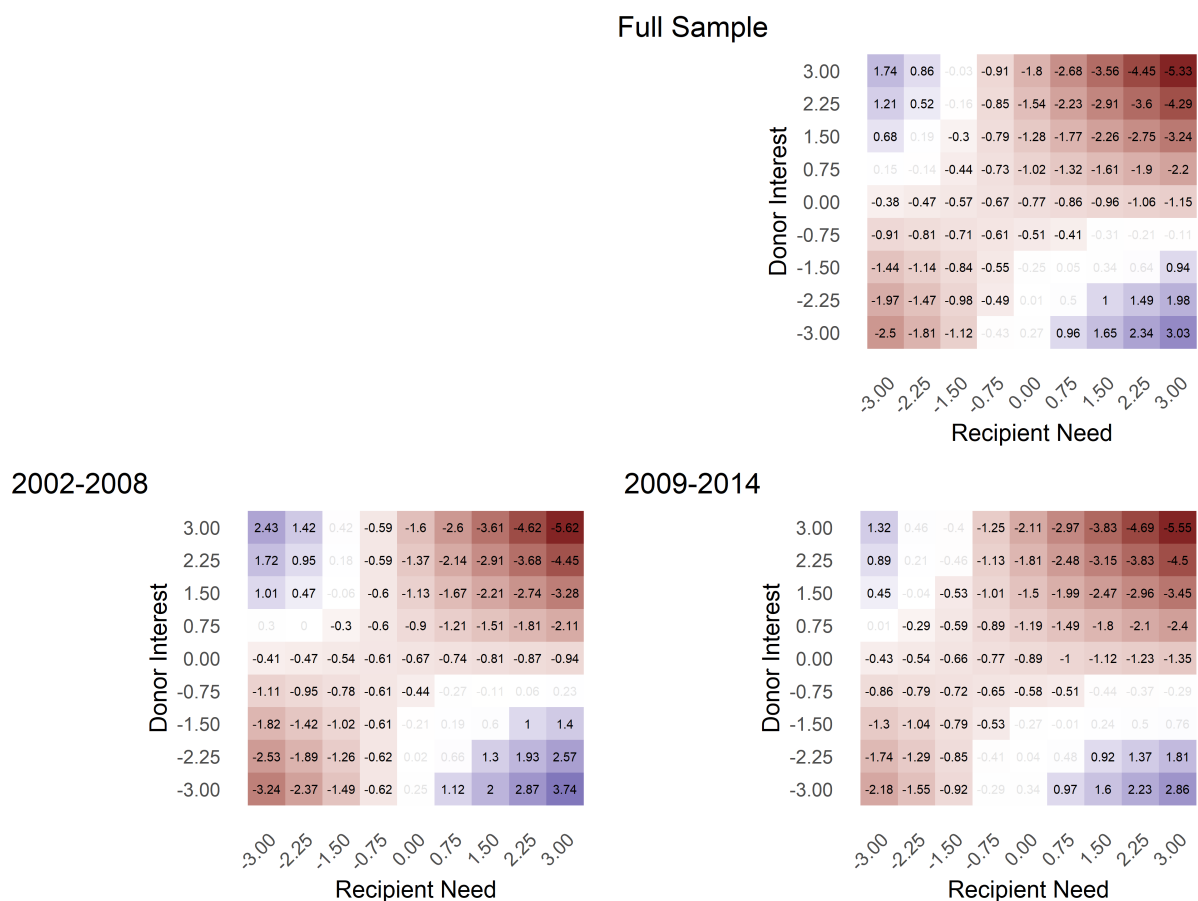 Full Sample
3.00 1.74 0.86 -0.03 -0.91 -1.8 -2.68 -3.56 -4.45 -5.33
2.25 1.21 0.52 -0.16 -0.85 -1.54 -2.23 -2.91 -3.6 -4.29
1.50 0.68 0.19 -0.3 -0.79 -1.28 -1.77 -2.26 -2.75 -3.24
0.75 0.15 -0.14 -0.44 -0.73 -1.02 -1.32 -1.61 -1.9 -2.2
0.00 -0.38 -0.47 -0.57 -0.67 -0.77 -0.86 -0.96 -1.06 -1.15
-0.75 -0.91 -0.81 -0.71 -0.61 -0.51 -0.41 -0.31 -0.21 -0.11
-1.50 -1.44 -1.14 -0.84 -0.55 -0.25 0.05 0.34 0.64 0.94
-2.25 -1.97 -1.47 -0.98 -0.49 0.01 0.5 1 1.49 1.98
-3.00 -2.5 -1.81 -1.12 -0.43 0.27 0.96 1.65 2.34 3.03
Donor Interest
-3.00 -2.25 -1.50 -0.75 0.00 0.75 1.50 2.25 3.00
Recipient Need
2002-2008
3.00 2.43 1.42 0.42 -0.59 -1.6 -2.6 -3.61 -4.62 -5.62
2.25 1.72 0.95 0.18 -0.59 -1.37 -2.14 -2.91 -3.68 -4.45
1.50 1.01 0.47 -0.06 -0.6 -1.13 -1.67 -2.21 -2.74 -3.28
0.75 0.3 0 -0.3 -0.6 -0.9 -1.21 -1.51 -1.81 -2.11
0.00 -0.41 -0.47 -0.54 -0.61 -0.67 -0.74 -0.81 -0.87 -0.94
-0.75 -1.11 -0.95 -0.78 -0.61 -0.44 -0.27 -0.11 0.06 0.23
-1.50 -1.82 -1.42 -1.02 -0.61 -0.21 0.19 0.6 1 1.4
-2.25 -2.53 -1.89 -1.26 -0.62 0.02 0.66 1.3 1.93 2.57
-3.00 -3.24 -2.37 -1.49 -0.62 0.25 1.12 2 2.87 3.74
Donor Interest
-3.00 -2.25 -1.50 -0.75 0.00 0.75 1.50 2.25 3.00
Recipient Need
2009-2014
3.00 1.32 0.46 -0.4 -1.25 -2.11 -2.97 -3.83 -4.69 -5.55
2.25 0.89 0.21 -0.46 -1.13 -1.81 -2.48 -3.15 -3.83 -4.5
1.50 0.45 -0.04 -0.53 -1.01 -1.5 -1.99 -2.47 -2.96 -3.45
0.75 0.01 -0.29 -0.59 -0.89 -1.19 -1.49 -1.8 -2.1 -2.4
0.00 -0.43 -0.54 -0.66 -0.77 -0.89 -1 -1.12 -1.23 -1.35
-0.75 -0.86 -0.79 -0.72 -0.65 -0.58 -0.51 -0.44 -0.37 -0.29
-1.50 -1.3 -1.04 -0.79 -0.53 -0.27 -0.01 0.24 0.5 0.76
-2.25 -1.74 -1.29 -0.85 -0.41 0.04 0.48 0.92 1.37 1.81
-3.00 -2.18 -1.55 -0.92 -0.29 0.34 0.97 1.6 2.23 2.86
Donor Interest
-3.00 -2.25 -1.50 -0.75 0.00 0.75 1.50 2.25 3.00
Recipient Need